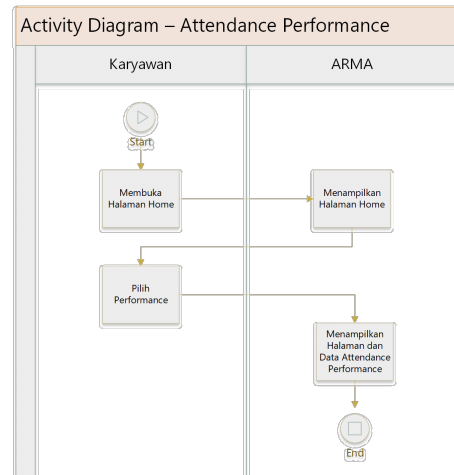 Activity Diagram – Attendance Performance
Karyawan
ARMA
Start
Membuka
Halaman Home
Menampilkan
Halaman Home
Pilih
Performance
Menampilkan
Halaman dan
Data Attendance
Performance
End